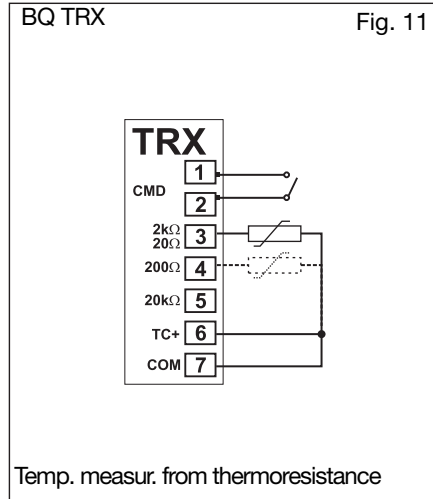 BQ TRX
Fig. 11
TRX
1
CMD
2
2kΩ
20Ω
3
200Ω 4
20kΩ 5
TC+ 6
COM 7
Temp. measur. from thermoresistance